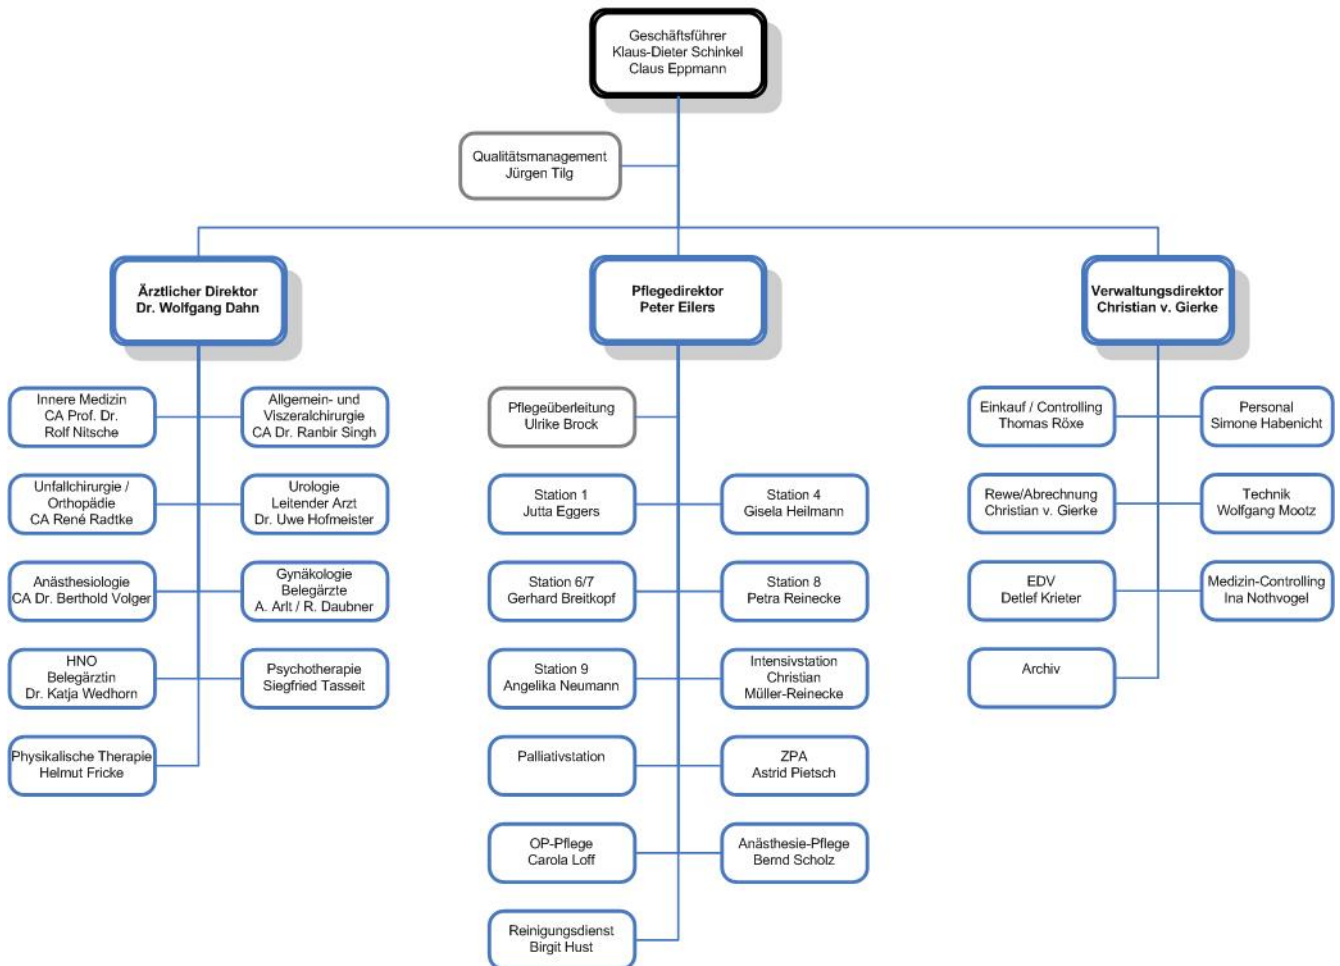 Geschäftsführer
Klaus-Dieter Schinkel
Claus Eppmann
Qualitätsmanagement
Jürgen Tilg
Ärztlicher Direktor
Dr. Wolfgang Dahn
Pflegedirektor
Peter Eilers
Verwaltungsdirektor
Christian v. Gierke
Innere Medizin
CA Prof. Dr.
Rolf Nitsche
Allgemein- und
Viszeralchirurgie
CA Dr. Ranbir Singh
Unfallchirurgie /
Orthopädie
CA René Radtke
Urologie
Leitender Arzt
Dr. Uwe Hofmeister
Anästhesiologie
CA Dr. Berthold Volger
Gynäkologie
Belegärzte
A. Arlt / R. Daubner
HNO
Belegärztin
Dr. Katja Wedhorn
Psychotherapie
Siegfried Tasseit
Physikalische Therapie
Helmut Fricke
Pflegeüberleitung
Ulrike Brock
Station 1
Jutta Eggers
Station 4
Gisela Heilmann
Station 6/7
Gerhard Breitkopf
Station 8
Petra Reinecke
Station 9
Angelika Neumann
Intensivstation
Christian
Müller-Reinecke
Palliativstation
ZPA
Astrid Pietsch
OP-Pflege
Carola Loff
Anästhesie-Pflege
Bernd Scholz
Reinigungsdienst
Birgit Hust
Einkauf / Controlling
Thomas Röxe
Personal
Simone Habenicht
Rewe/Abrechnung
Christian v. Gierke
Technik
Wolfgang Mootz
EDV
Detlef Krieter
Medizin-Controlling
Ina Nothvogel
Archiv